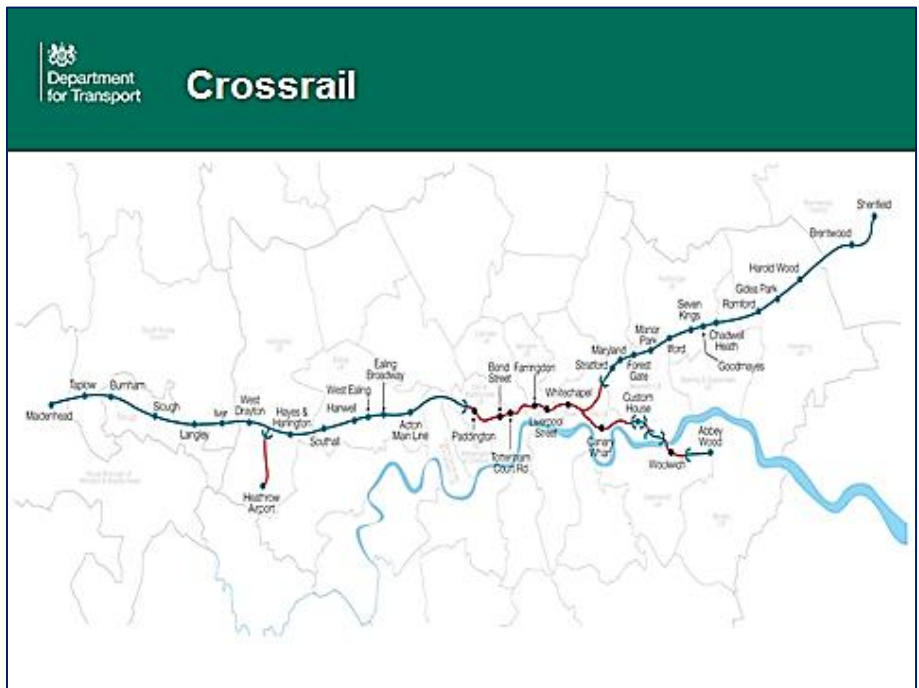 Department
for Transport
Crossrail
Shenfield
Brentwood
Harold Wood
Gidea Park
Romford
Seven
Kings
Chadwell
Heath
Goodmayes
Ilford
Manor
Park
Forest
Gate
Maryland
Stratford
Whitechapel
Custom
House
Canary
Wharf
Woolwich
Abbey
Wood
Liverpool
Street
Farringdon
Bond
Street
Tottenham
Court Rd
Paddington
Acton
Main Line
Ealing
Broadway
West Ealing
Hanwell
Southall
Hayes &
Harlington
West
Drayton
Heathrow
Airport
Iver
Langley
Slough
Burnham
Taplow
Maidenhead